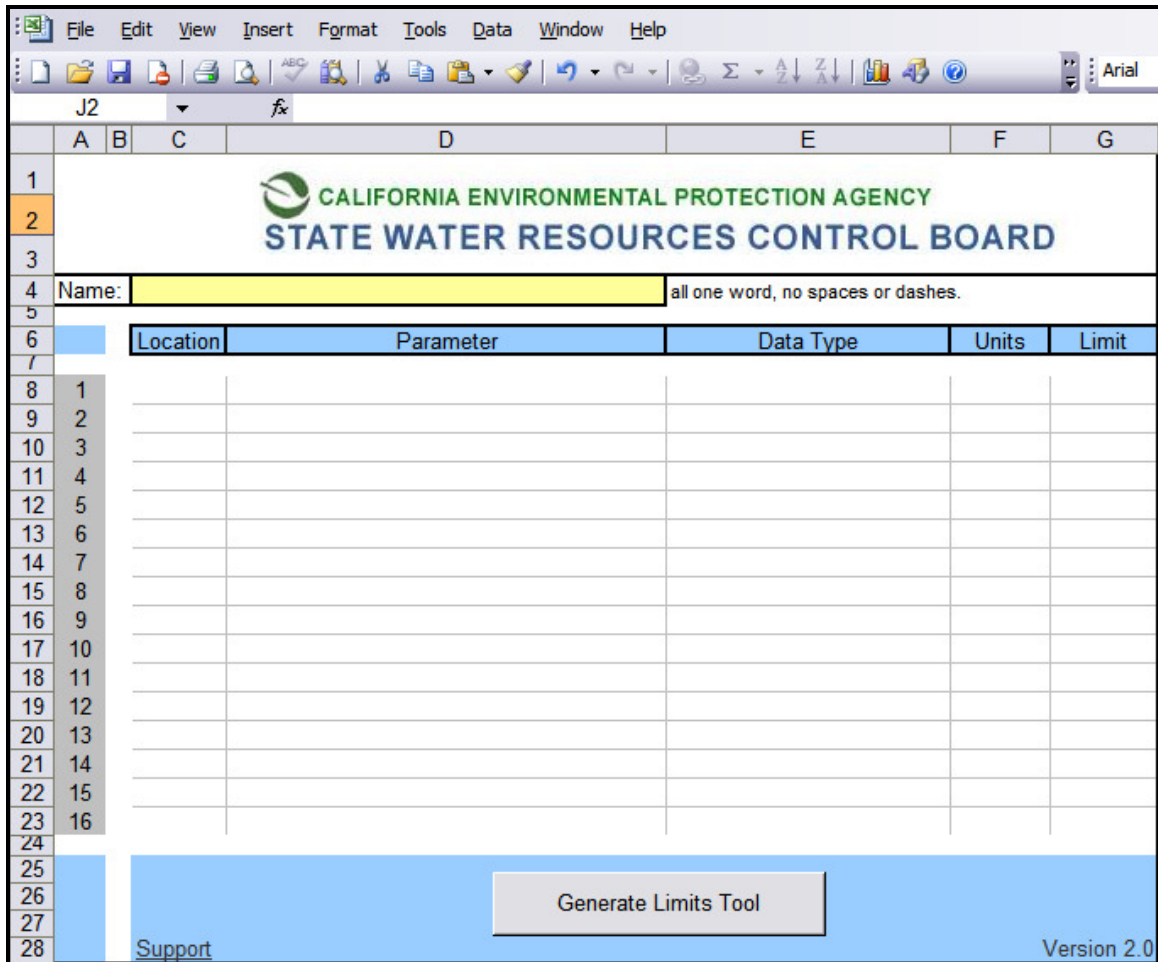 File Edit View Insert Format Tools Data Window Help
ABC Σ A Z Z A Arial
J2 fx
A B C D E F G
1
CALIFORNIA ENVIRONMENTAL PROTECTION AGENCY
2
STATE WATER RESOURCES CONTROL BOARD
3
4 Name: all one word, no spaces or dashes.
5
6 Location Parameter Data Type Units Limit
7
8 1
9 2
10 3
11 4
12 5
13 6
14 7
15 8
16 9
17 10
18 11
19 12
20 13
21 14
22 15
23 16
24
25
26 Generate Limits Tool
27
28 Support Version 2.0